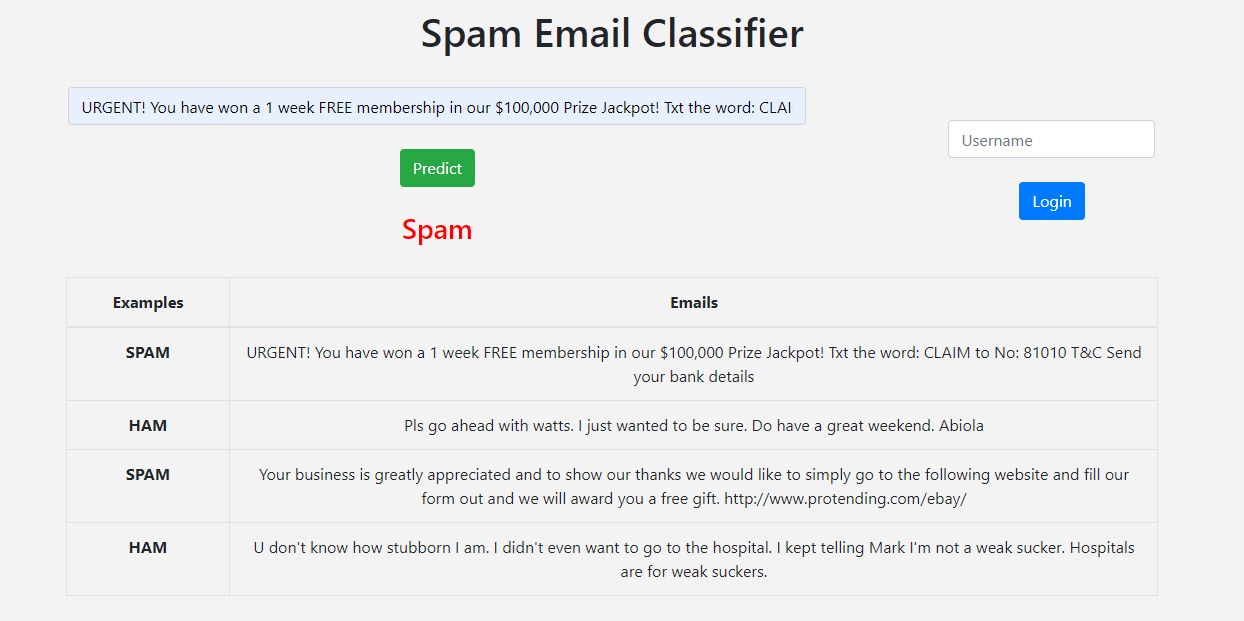 Spam Email Classifier
URGENT! You have won a 1 week FREE membership in our $100,000 Prize Jackpot! Txt the word: CLAI
Username
Predict
Login
Spam
Examples Emails
SPAM URGENT! You have won a 1 week FREE membership in our $100,000 Prize Jackpot! Txt the word: CLAIM to No: 81010 T&C Send
your bank details
HAM Pls go ahead with watts. I just wanted to be sure. Do have a great weekend. Abiola
SPAM Your business is greatly appreciated and to show our thanks we would like to simply go to the following website and fill our
form out and we will award you a free gift. http://www.protending.com/ebay/
HAM U don't know how stubborn I am. I didn't even want to go to the hospital. I kept telling Mark I'm not a weak sucker. Hospitals
are for weak suckers.